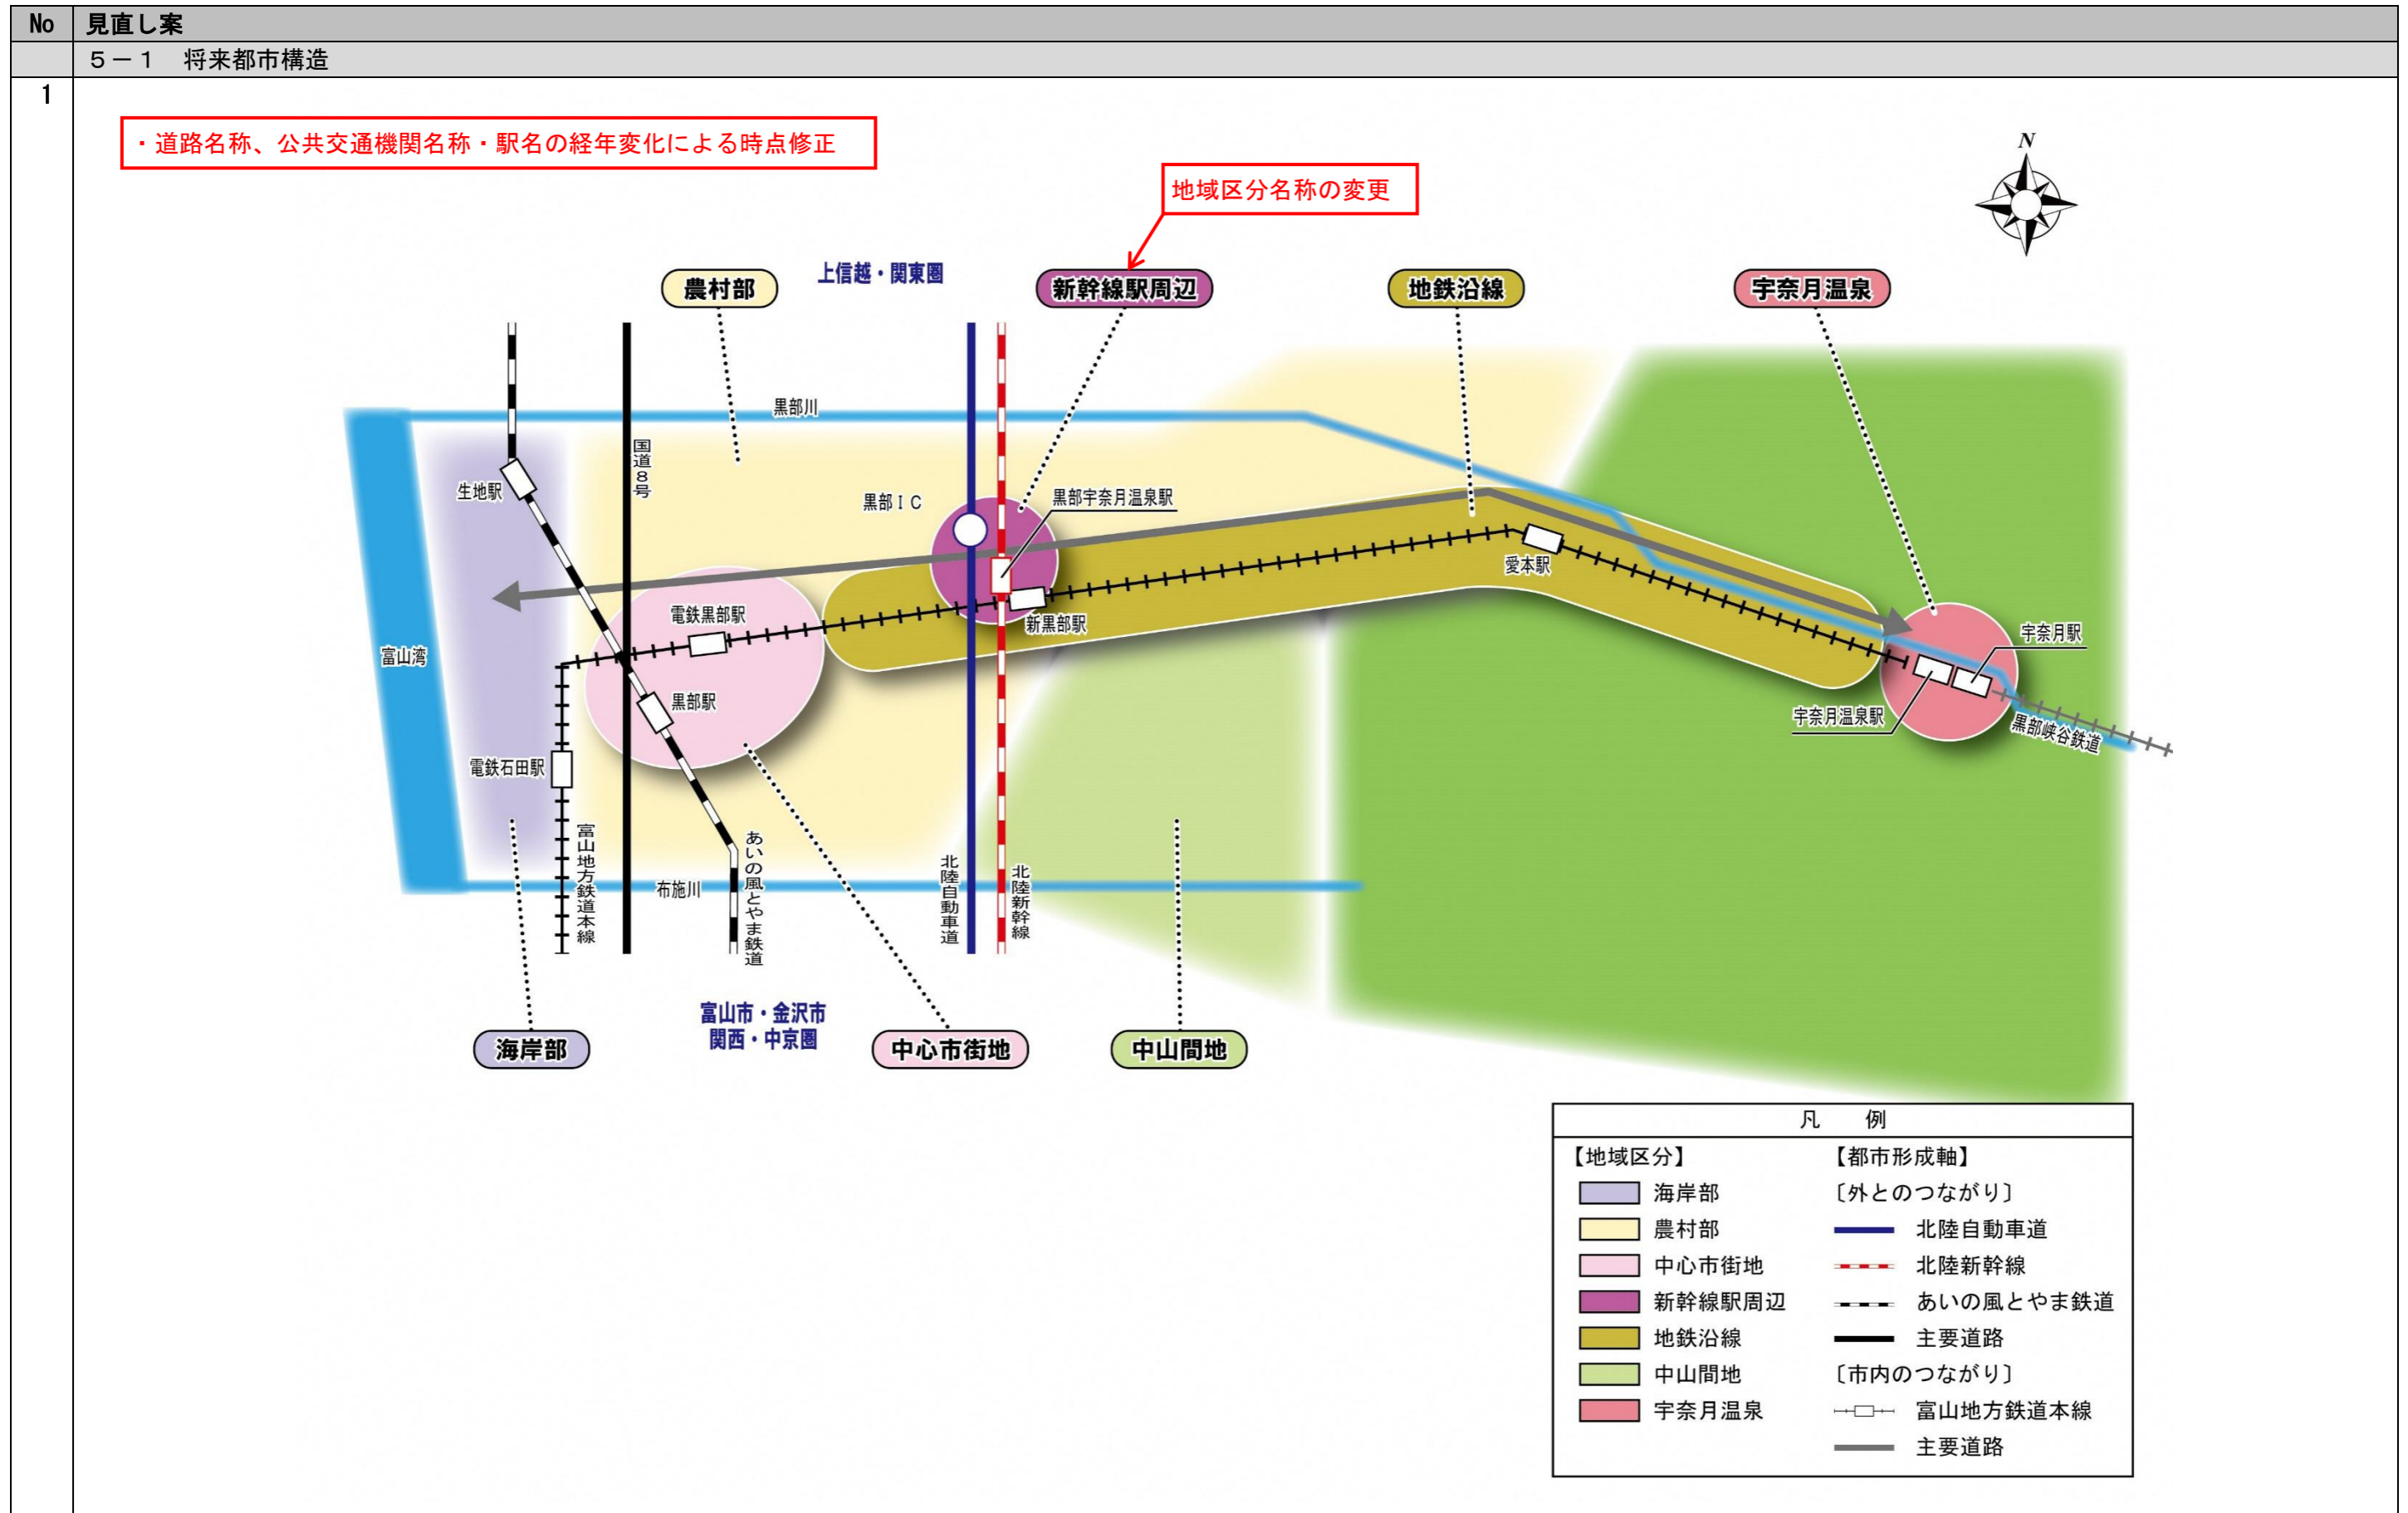 No 見直し案
５－１　将来都市構造
1
・道路名称、公共交通機関名称・駅名の経年変化による時点修正
地域区分名称の変更
N
農村部
上信越・関東圏
新幹線駅周辺
地鉄沿線
宇奈月温泉
黒部川
国道８号
生地駅
黒部ＩＣ
黒部宇奈月温泉駅
愛本駅
電鉄黒部駅
新黒部駅
富山湾
宇奈月駅
黒部駅
宇奈月温泉駅
黒部峡谷鉄道
電鉄石田駅
富山地方鉄道本線
あいの風とやま鉄道
北陸自動車道
北陸新幹線
布施川
富山市・金沢市
関西・中京圏
海岸部
中心市街地
中山間地
凡　例
【地域区分】
海岸部
農村部
中心市街地
新幹線駅周辺
地鉄沿線
中山間地
宇奈月温泉
【都市形成軸】
〔外とのつながり〕
北陸自動車道
北陸新幹線
あいの風とやま鉄道
主要道路
〔市内のつながり〕
富山地方鉄道本線
主要道路